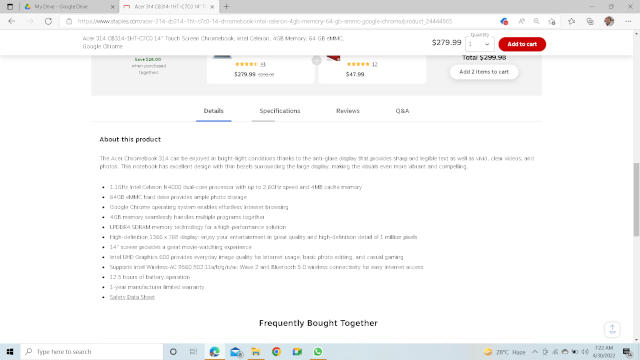 My Drive - Google Drive
Acer 314 CB314-1HT-C7C0 14" T
https://www.staples.com/acer-314-cb314-1ht-c7c0-14-chromebook-intel-celeron-4gb-memory-64-gb-emmc-google-chrome/product_24444565
Acer 314 CB314-1HT-C7C0 14" Touch Screen Chromebook, Intel Celeron, 4GB Memory, 64 GB eMMC,
Google Chrome
$279.99
Quantity
1
Add to cart
when purchased
together
$279.99
12
$47.99
Total $299.98
Add 2 items to cart
Details
Specifications
Reviews
Q&A
About this product
The Acer Chromebook 314 can be enjoyed in bright-light conditions thanks to the anti-glare display that provides sharp and legible text as well as vivid, clear videos, and
photos. This notebook has excellent design with thin bezels surrounding the large display, making the visuals even more vibrant and compelling.
• 1.1GHz Intel Celeron N4000 dual-core processor with up to 2.6GHz speed and 4MB cache memory
• 64GB eMMC hard drive provides ample photo storage
• Google Chrome operating system enables effortless Internet browsing
• 4GB memory seamlessly handles multiple programs together
• LPDDR4 SDRAM memory technology for a high-performance solution
• High-definition 1366 x 768 display: enjoy your entertainment in great quality and high-definition detail of 1 million pixels
• 14" screen provides a great movie-watching experience
• Intel UHD Graphics 600 provides everyday image quality for Internet usage, basic photo editing, and casual gaming
• Supports Intel Wireless-AC 9560 802.11a/b/g/n/ac Wave 2 and Bluetooth 5.0 wireless connectivity for easy Internet access
• 12.5 hours of battery operation
• 1-year manufacturer limited warranty
• Safety Data Sheet
Frequently Bought Together
Type here to search
28°C Haze
7:22 AM
4/30/2022